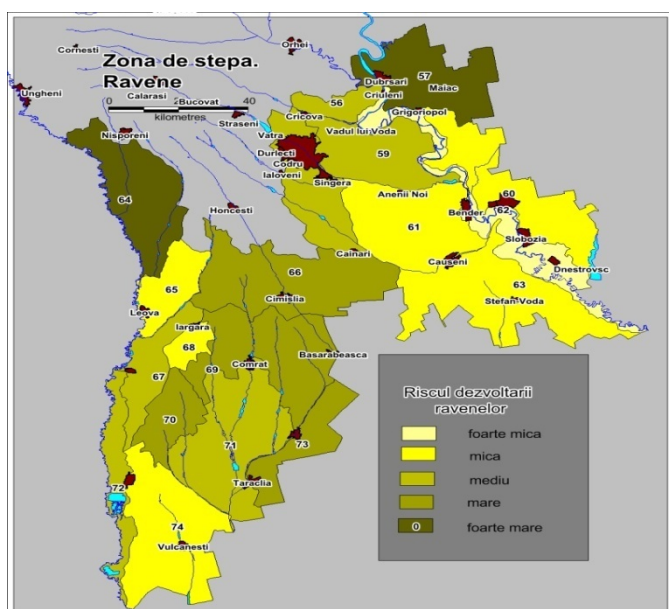 Orhei
Cornesti
Zona de stepa.
Ravene
Ungheni
Calarasi
0
20
40
Bucovat
kilometres
Straseni
Nisporeni
Vatra
Durlecti
Codru
Ialoveni
Cricova
56
57
Dubrsari
Maiac
Criuleni
Grigoriopol
Vadul lui Voda
59
Singera
Anenii Noi
60
62
Bender
61
Slobozia
Dnestrovsc
Honcesti
Cainari
Causeni
63
Stefan Voda
64
65
66
Cimislia
Leova
Iargara
68
67
69
Comrat
Basarabeasca
70
71
73
Taraclia
72
74
Vulcanesti
Riscul dezvoltarii
ravenelor
foarte mica
mica
mediu
mare
0 foarte mare